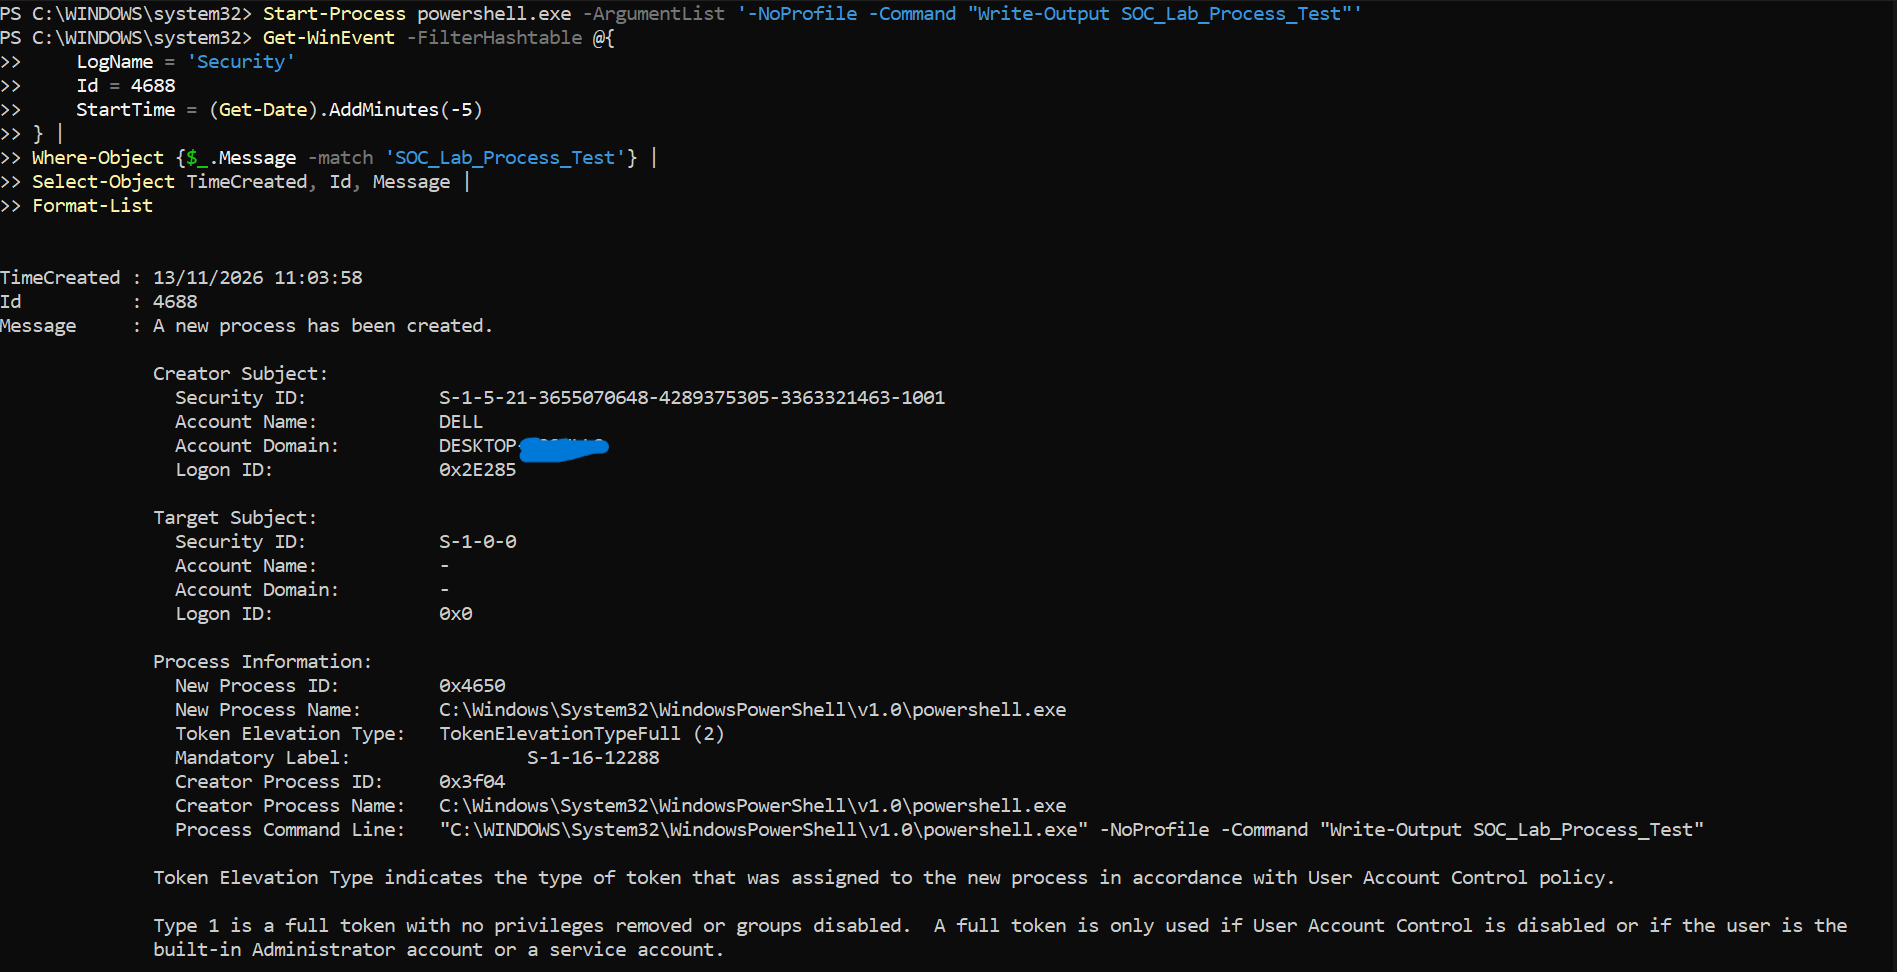 PS C:\WINDOWS\system32> Start-Process powershell.exe -ArgumentList '-NoProfile -Command "Write-Output SOC_Lab_Process_Test"'
PS C:\WINDOWS\system32> Get-WinEvent -FilterHashtable @{
>>     LogName = 'Security'
>>     Id = 4688
>>     StartTime = (Get-Date).AddMinutes(-5)
>> } |
>> Where-Object {$_.Message -match 'SOC_Lab_Process_Test'} |
>> Select-Object TimeCreated, Id, Message |
>> Format-List
TimeCreated : 13/11/2026 11:03:58
Id          : 4688
Message     : A new process has been created.
Creator Subject:
Security ID: S-1-5-21-3655070648-4289375305-3363321463-1001
Account Name: DELL
Account Domain: DESKTOP-
Logon ID: 0x2E285
Target Subject:
Security ID: S-1-0-0
Account Name: -
Account Domain: -
Logon ID: 0x0
Process Information:
New Process ID: 0x4650
New Process Name: C:\Windows\System32\WindowsPowerShell\v1.0\powershell.exe
Token Elevation Type: TokenElevationTypeFull (2)
Mandatory Label: S-1-16-12288
Creator Process ID: 0x3f04
Creator Process Name: C:\Windows\System32\WindowsPowerShell\v1.0\powershell.exe
Process Command Line: "C:\WINDOWS\System32\WindowsPowerShell\v1.0\powershell.exe" -NoProfile -Command "Write-Output SOC_Lab_Process_Test"
Token Elevation Type indicates the type of token that was assigned to the new process in accordance with User Account Control policy.
Type 1 is a full token with no privileges removed or groups disabled.  A full token is only used if User Account Control is disabled or if the user is the
built-in Administrator account or a service account.